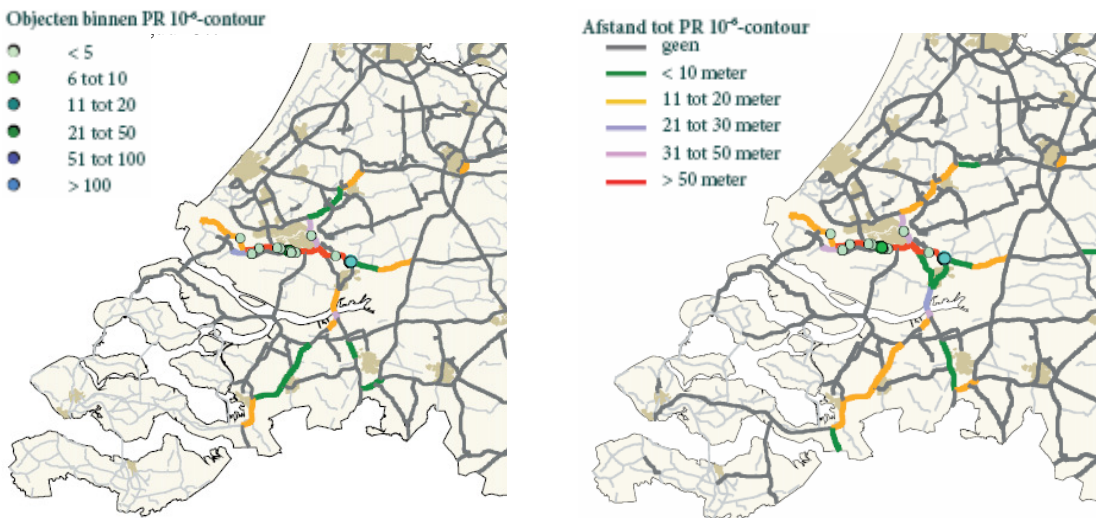 Objecten binnen PR 10⁻⁶-contour
< 5
6 tot 10
11 tot 20
21 tot 50
51 tot 100
> 100
Afstand tot PR 10⁻⁶-contour
geen
< 10 meter
11 tot 20 meter
21 tot 30 meter
31 tot 50 meter
> 50 meter